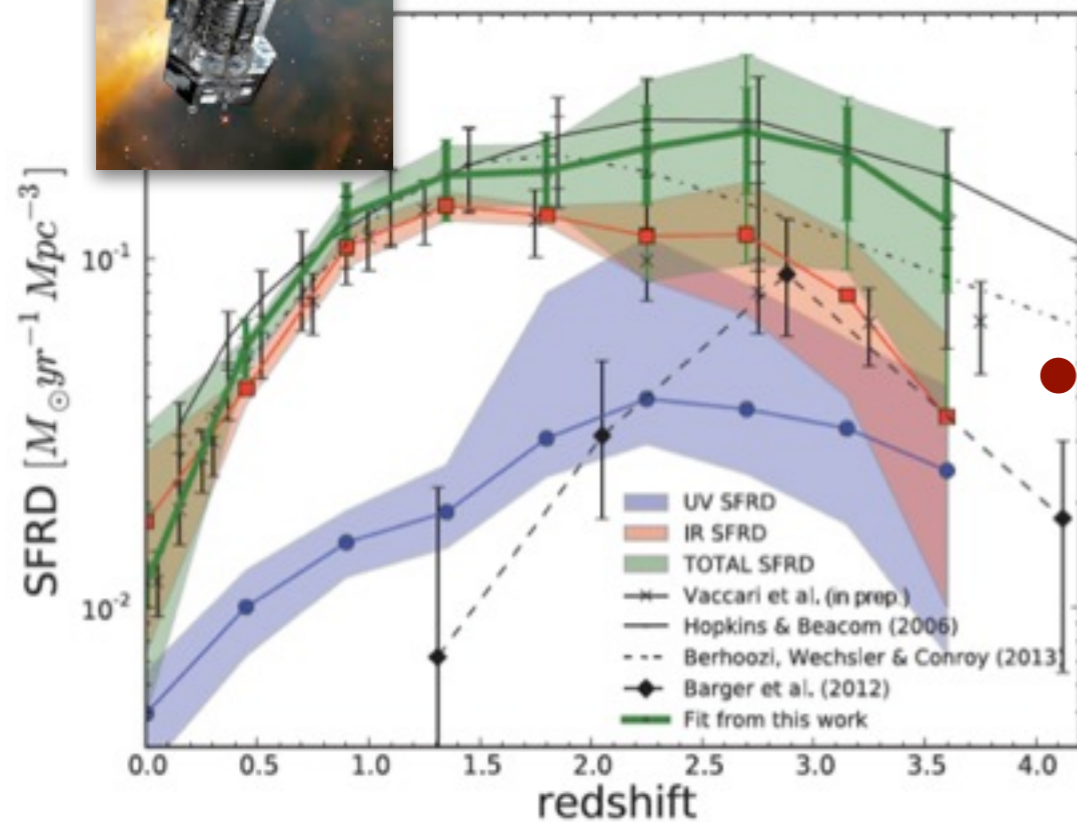 SFRD [M⊙yr⁻¹ Mpc⁻³]
10⁻¹
10⁻²
UV SFRD
IR SFRD
TOTAL SFRD
Vaccari et al. (in prep.)
Hopkins & Beacom (2006)
Berhoozi, Wechsler & Conroy (2013)
Barger et al. (2012)
Fit from this work
0.0 0.5 1.0 1.5 2.0 2.5 3.0 3.5 4.0
redshift